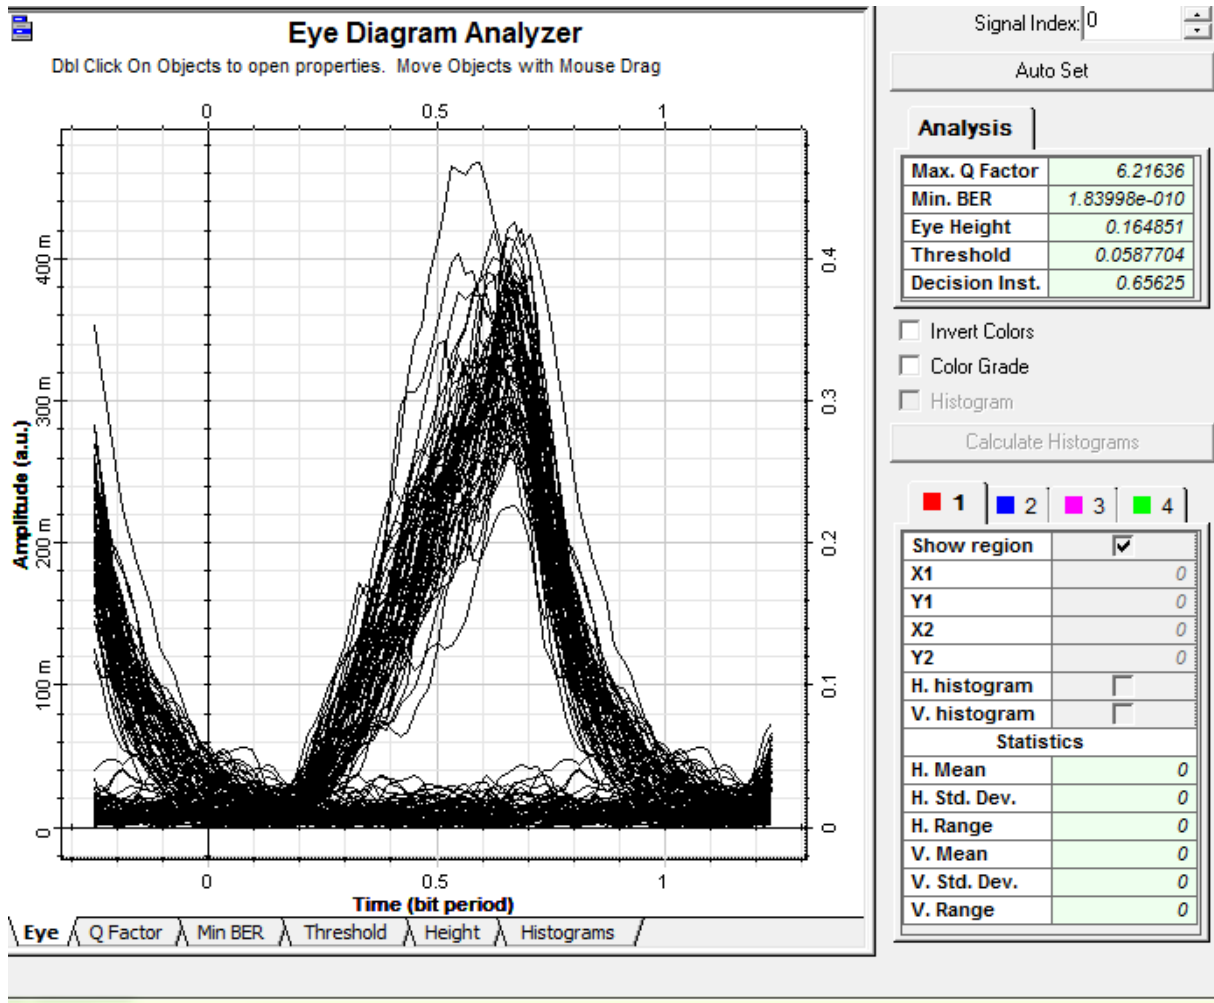 Eye Diagram Analyzer
Dbl Click On Objects to open properties. Move Objects with Mouse Drag
0 0.5 1
Amplitude (a.u.)
400 m
300 m
200 m
100 m
0
0.4
0.3
0.2
0.1
0
0 0.5 1
Time (bit period)
Eye Q Factor Min BER Threshold Height Histograms
Signal Index: 0
Auto Set
Analysis
Max. Q Factor 6.21636
Min. BER 1.83998e-010
Eye Height 0.164851
Threshold 0.0587704
Decision Inst. 0.65625
Invert Colors
Color Grade
Histogram
Calculate Histograms
1 2 3 4
Show region
X1 0
Y1 0
X2 0
Y2 0
H. histogram
V. histogram
Statistics
H. Mean 0
H. Std. Dev. 0
H. Range 0
V. Mean 0
V. Std. Dev. 0
V. Range 0